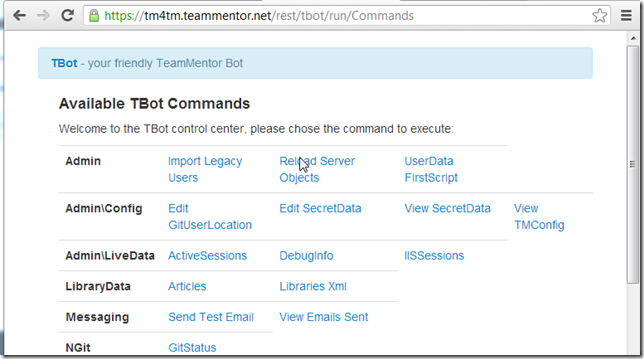 https://tm4tm.teammentor.net/rest/tbot/run/Commands
TBot - your friendly TeamMentor Bot
Available TBot Commands
Welcome to the TBot control center, please chose the command to execute:
Admin Import Legacy Users Reload Server Objects UserData FirstScript
Admin\Config Edit GitUserLocation Edit SecretData View SecretData View TMConfig
Admin\LiveData ActiveSessions DebugInfo IISSessions
LibraryData Articles Libraries Xml
Messaging Send Test Email View Emails Sent
NGit GitStatus